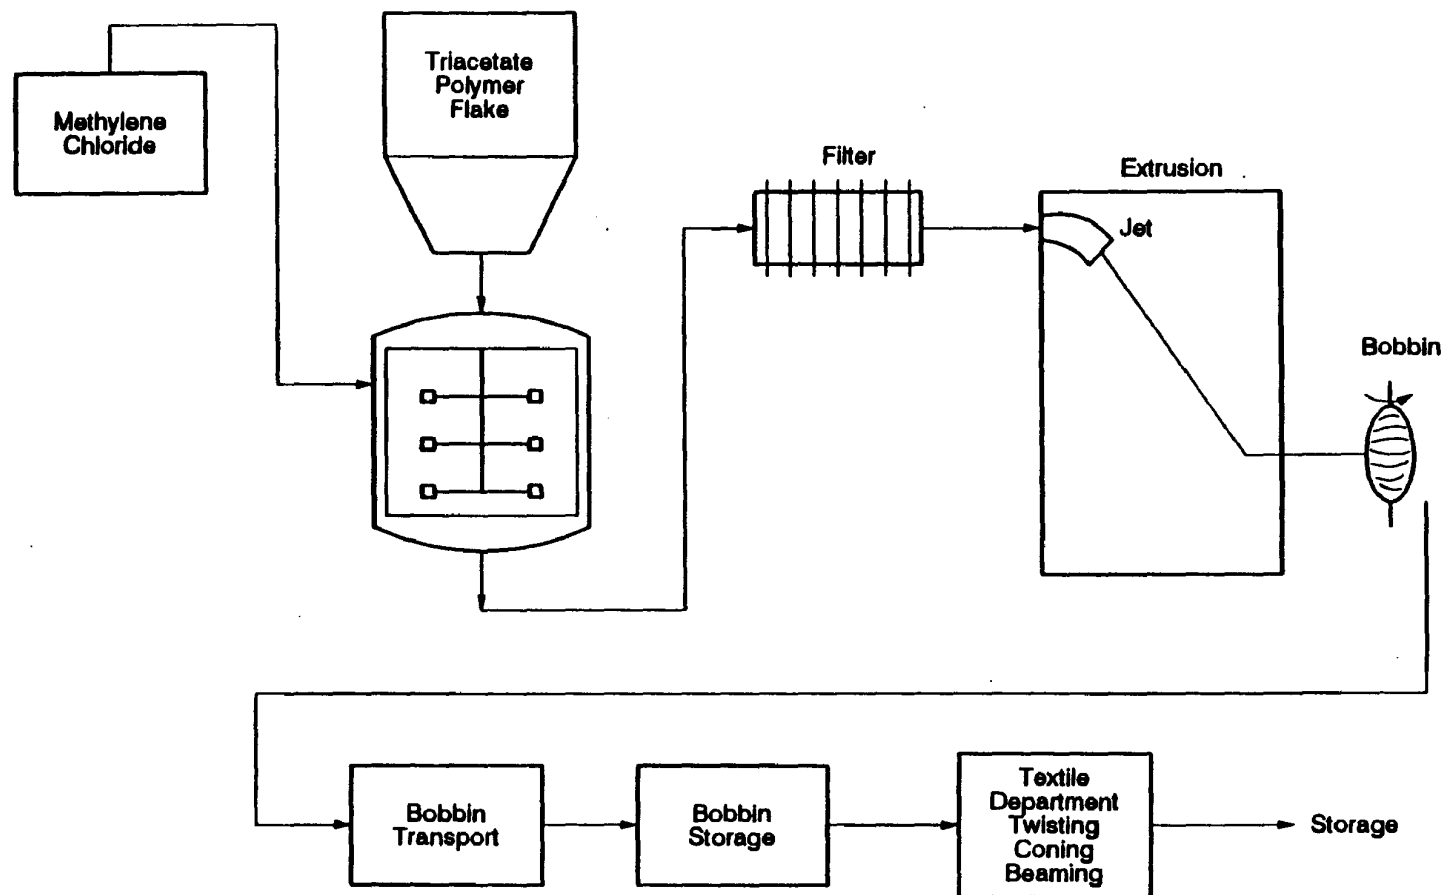 Triacetate
Polymer
Flake
Methylene
Chloride
Filter
Extrusion
Jet
Bobbin
Bobbin
Transport
Bobbin
Storage
Textile
Department
Twisting
Coning
Beaming
Storage